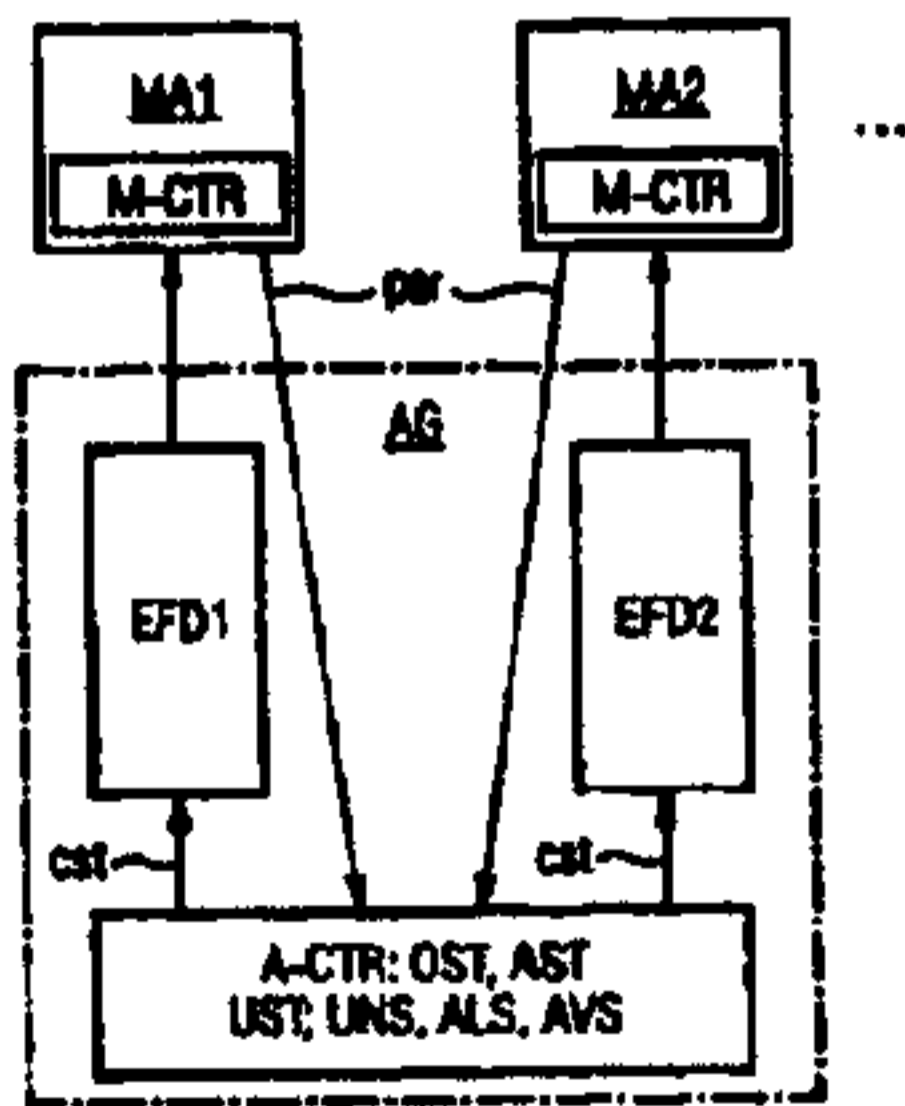 MA1
MA2
...
M-CTR
M-CTR
par
AG
EFD1
EFD2
cst
cst
A-CTR: OST, AST
UST, UNS, ALS, AVS